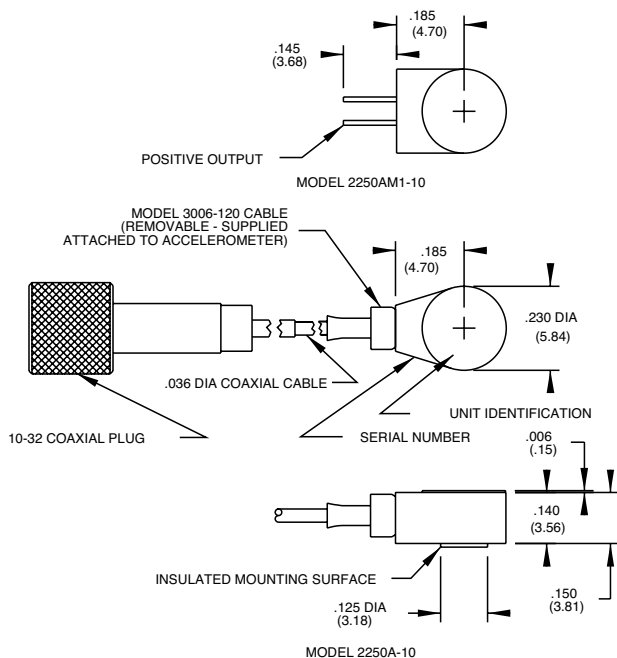 .185
(4.70)
.145
(3.68)
POSITIVE OUTPUT
MODEL 2250AM1-10
MODEL 3006-120 CABLE
(REMOVABLE - SUPPLIED
ATTACHED TO ACCELEROMETER)
.185
(4.70)
.230 DIA
(5.84)
.036 DIA COAXIAL CABLE
UNIT IDENTIFICATION
10-32 COAXIAL PLUG
SERIAL NUMBER
.006
(.15)
.140
(3.56)
INSULATED MOUNTING SURFACE
.150
(3.81)
.125 DIA
(3.18)
MODEL 2250A-10